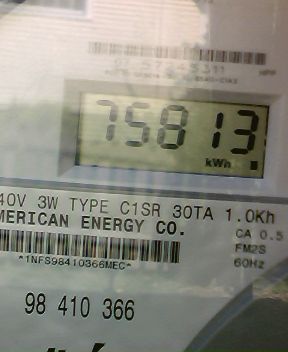 75813
kWh
40V 3W TYPE C1SR 30TA 1.0Kh
MERICAN ENERGY CO.
CA 0.5
FM2S
60Hz
*1NFS98410366MEC*
98 410 366